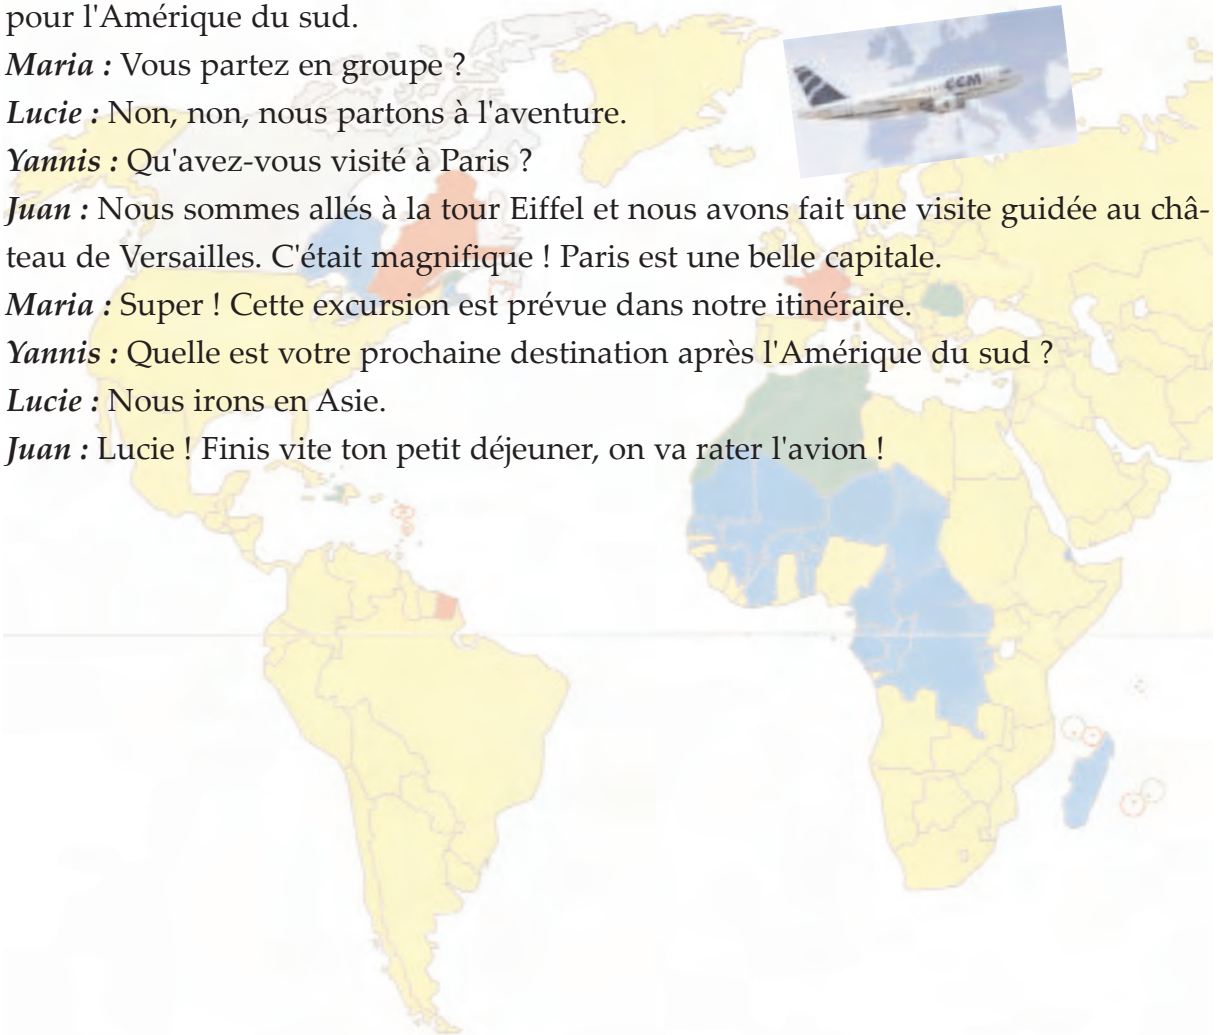 pour l'Amérique du sud.
Maria : Vous partez en groupe ?
Lucie : Non, non, nous partons à l'aventure.
Yannis : Qu'avez-vous visité à Paris ?
Juan : Nous sommes allés à la tour Eiffel et nous avons fait une visite guidée au châ-
teau de Versailles. C'était magnifique ! Paris est une belle capitale.
Maria : Super ! Cette excursion est prévue dans notre itinéraire.
Yannis : Quelle est votre prochaine destination après l'Amérique du sud ?
Lucie : Nous irons en Asie.
Juan : Lucie ! Finis vite ton petit déjeuner, on va rater l'avion !
CCM